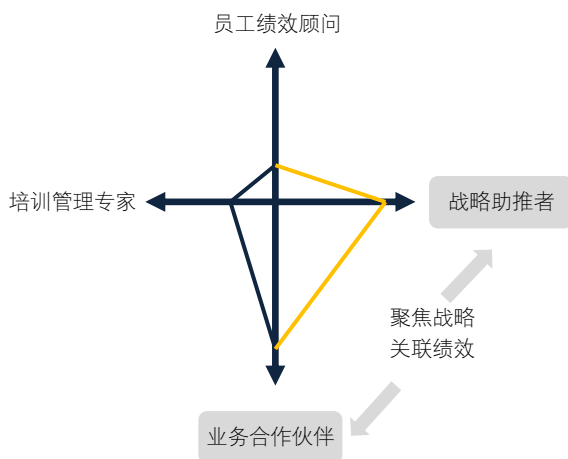 员工绩效顾问
培训管理专家
战略助推者
聚焦战略
关联绩效
业务合作伙伴